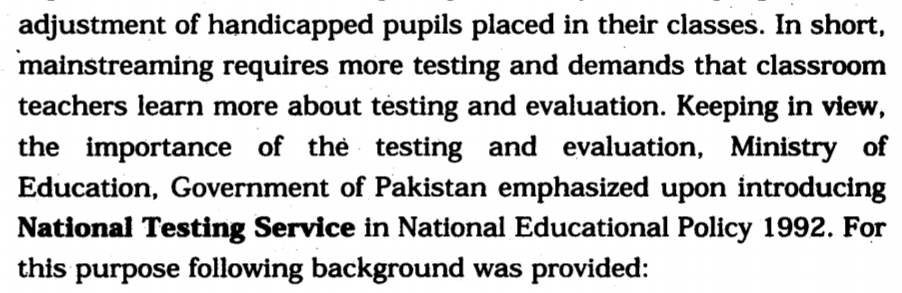 adjustment of handicapped pupils placed in their classes. In short,
mainstreaming requires more testing and demands that classroom
teachers learn more about testing and evaluation. Keeping in view,
the importance of the testing and evaluation, Ministry of
Education, Government of Pakistan emphasized upon introducing
National Testing Service in National Educational Policy 1992. For
this purpose following background was provided: